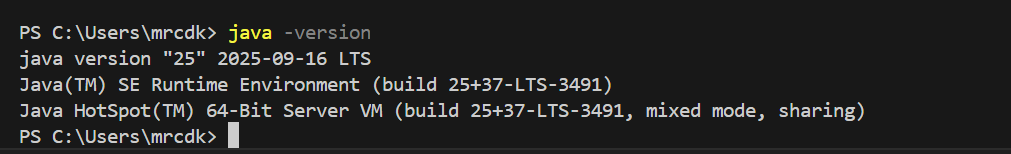 PS C:\Users\mrcdk> java -version
java version "25" 2025-09-16 LTS
Java(TM) SE Runtime Environment (build 25+37-LTS-3491)
Java HotSpot(TM) 64-Bit Server VM (build 25+37-LTS-3491, mixed mode, sharing)
PS C:\Users\mrcdk>